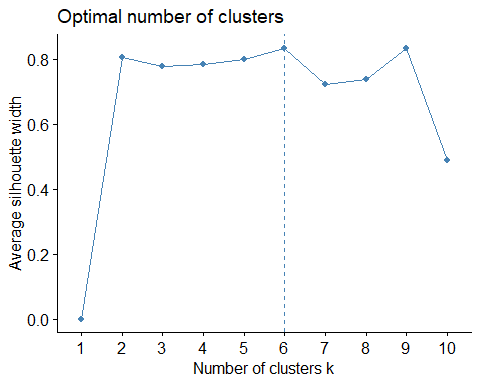 Optimal number of clusters
Average silhouette width
0.8
0.6
0.4
0.2
0.0
1 2 3 4 5 6 7 8 9 10
Number of clusters k